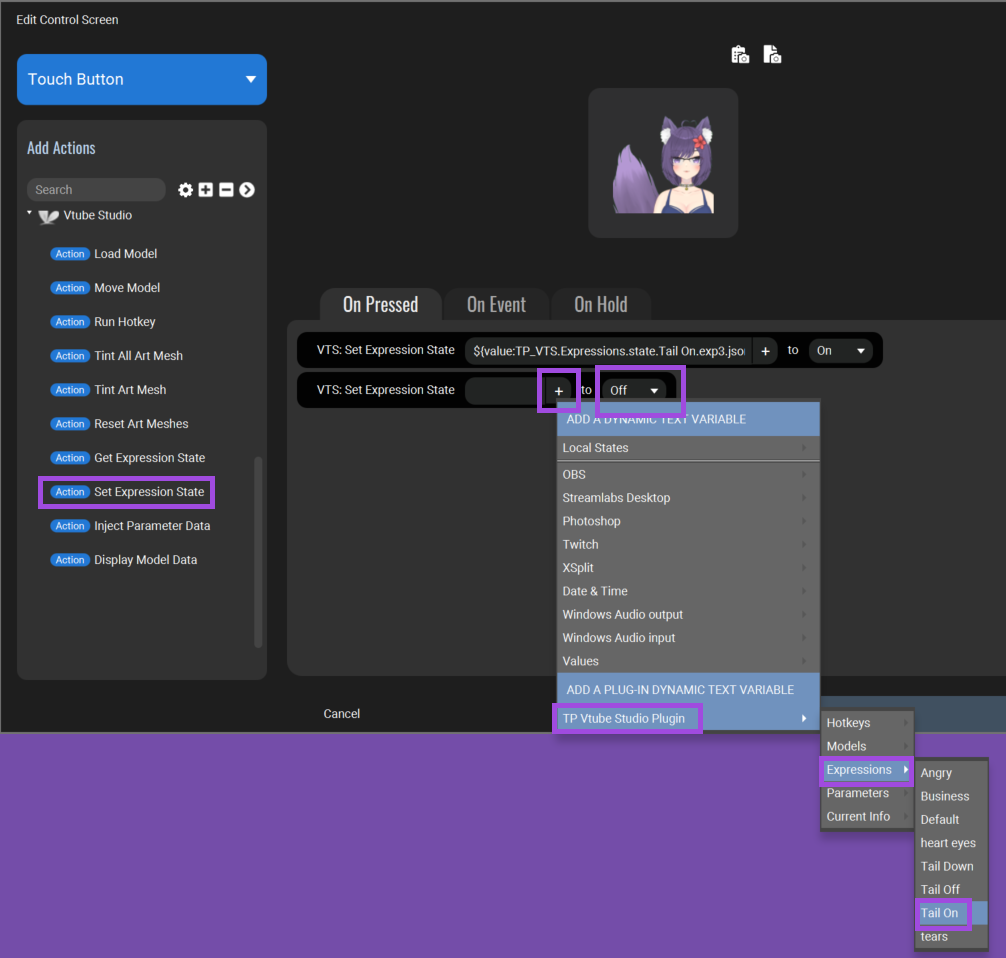 Edit Control Screen
Touch Button
Add Actions
Search
Vtube Studio
Action Load Model
Action Move Model
Action Run Hotkey
Action Tint All Art Mesh
Action Tint Art Mesh
Action Reset Art Meshes
Action Get Expression State
Action Set Expression State
Action Inject Parameter Data
Action Display Model Data
On Pressed On Event On Hold
VTS: Set Expression State ${value:TP_VTS.Expressions.state.Tail On.exp3.json + to On
VTS: Set Expression State + to Off
ADD A DYNAMIC TEXT VARIABLE
Local States
OBS
Streamlabs Desktop
Photoshop
Twitch
XSplit
Date & Time
Windows Audio output
Windows Audio input
Values
ADD A PLUG-IN DYNAMIC TEXT VARIABLE
TP Vtube Studio Plugin
Cancel
Hotkeys
Models
Expressions
Parameters
Current Info
Angry
Business
Default
heart eyes
Tail Down
Tail Off
Tail On
tears